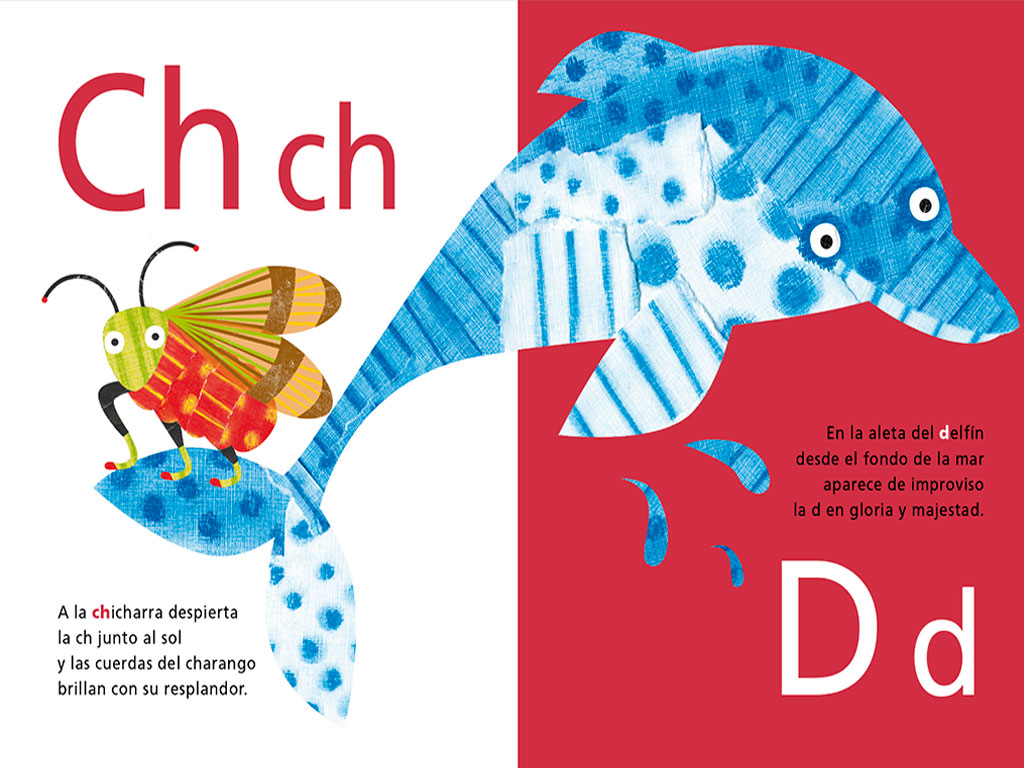 Ch ch
A la chicharra despierta
la ch junto al sol
y las cuerdas del charango
brillan con su resplandor.
En la aleta del delfín
desde el fondo de la mar
aparece de improviso
la d en gloria y majestad.
D d